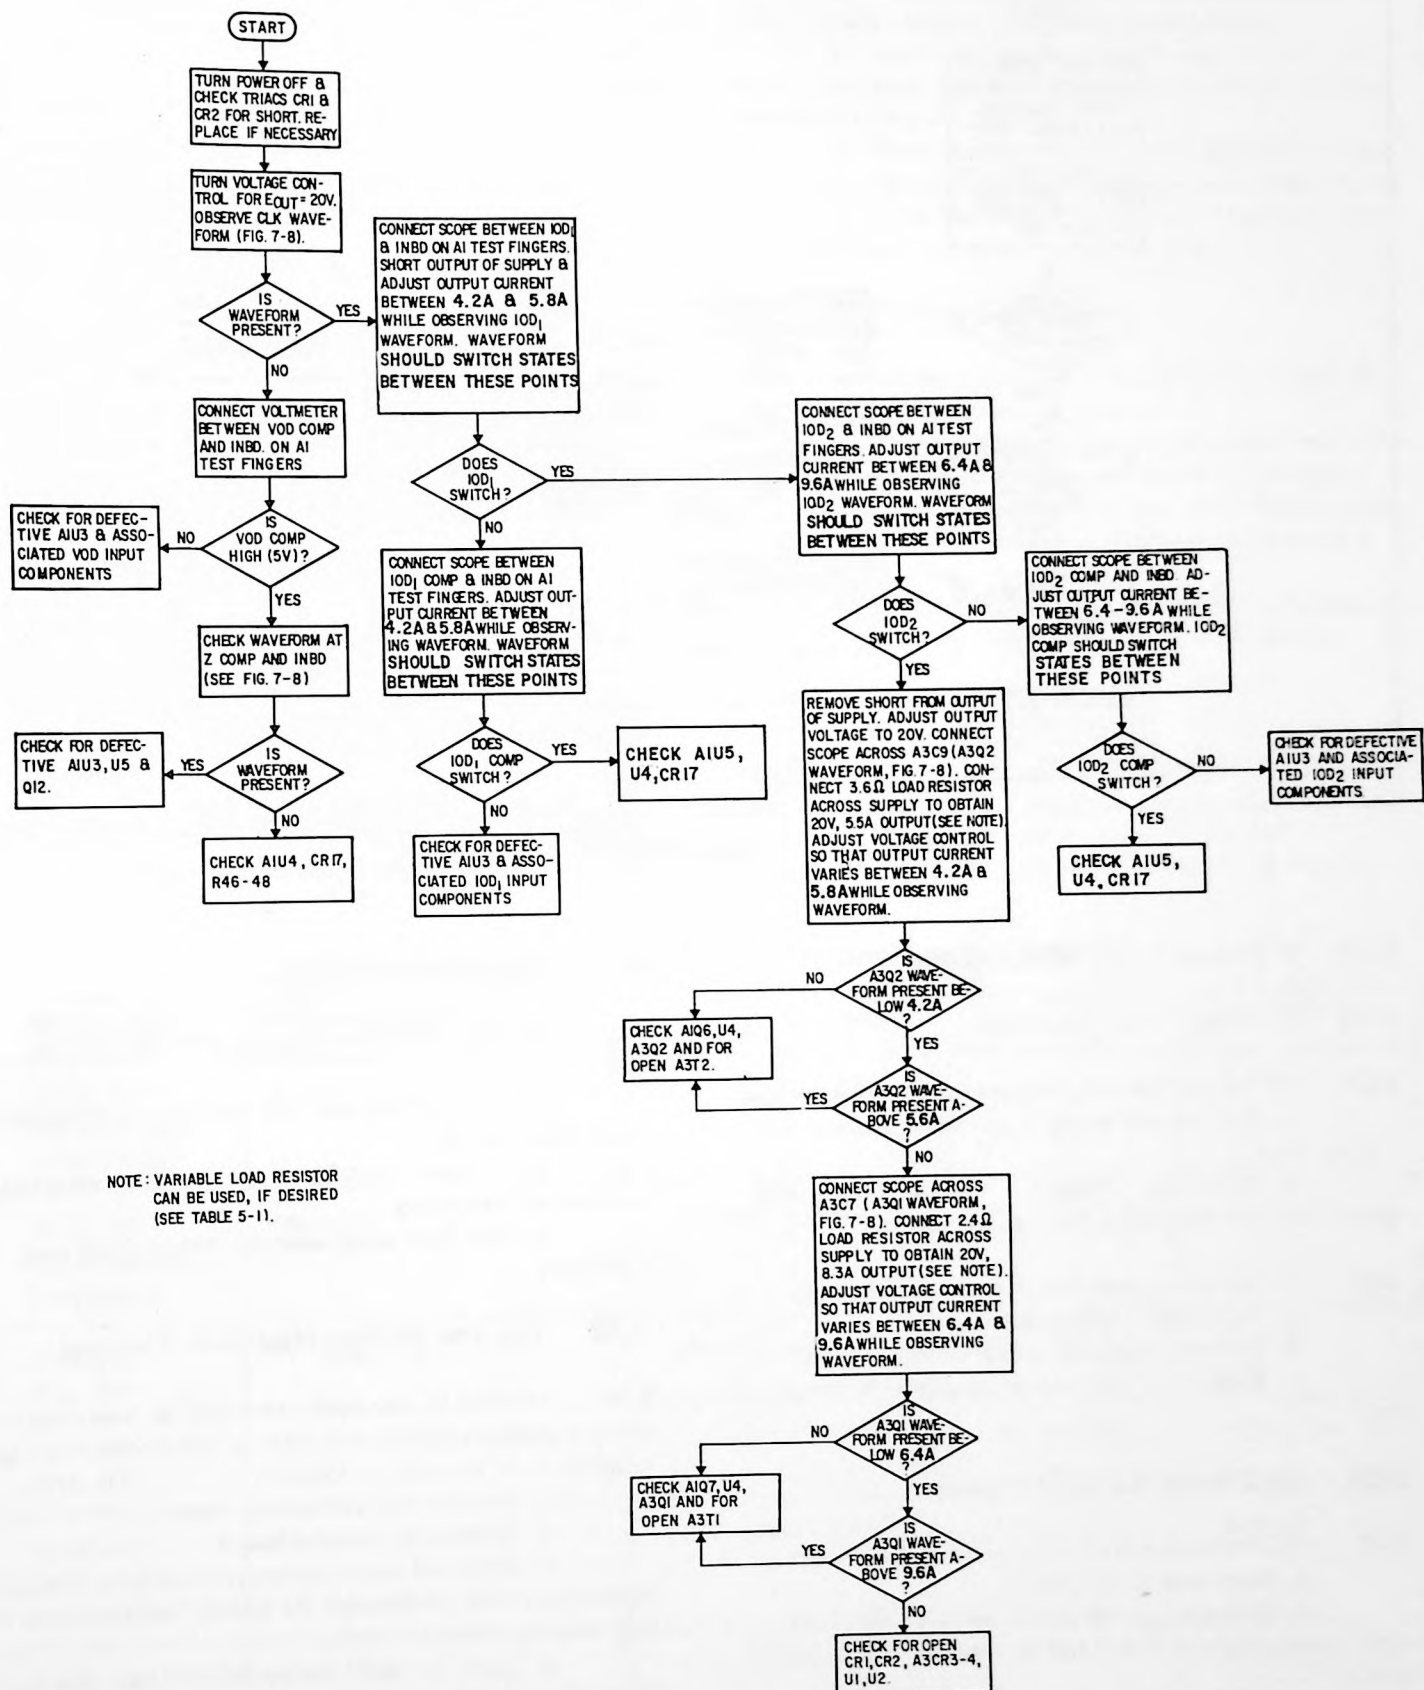 START
TURN POWER OFF &
CHECK TRIACS CR1 &
CR2 FOR SHORT. RE-
PLACE IF NECESSARY
TURN VOLTAGE CON-
TROL FOR EOUT = 20V.
OBSERVE CLK WAVE-
FORM (FIG. 7-8).
IS
WAVEFORM
PRESENT?
YES
NO
CONNECT SCOPE BETWEEN IOD1
& INBD ON A1 TEST FINGERS.
SHORT OUTPUT OF SUPPLY &
ADJUST OUTPUT CURRENT
BETWEEN 4.2A & 5.8A
WHILE OBSERVING IOD1
WAVEFORM. WAVEFORM
SHOULD SWITCH STATES
BETWEEN THESE POINTS
CONNECT VOLTMETER
BETWEEN VOD COMP
AND INBD. ON A1
TEST FINGERS
IS
VOD COMP
HIGH (5V)?
NO
YES
CHECK FOR DEFEC-
TIVE A1U3 & ASSO-
CIATED VOD INPUT
COMPONENTS
CHECK WAVEFORM AT
Z COMP AND INBD
(SEE FIG. 7-8)
IS
WAVEFORM
PRESENT?
YES
NO
CHECK FOR DEFEC-
TIVE A1U3, U5 &
Q12.
CHECK A1U4, CR17,
R46-48
DOES
IOD1
SWITCH?
YES
NO
CONNECT SCOPE BETWEEN
IOD1 COMP & INBD ON A1
TEST FINGERS. ADJUST OUT-
PUT CURRENT BETWEEN
4.2A & 5.8A WHILE OBSERV-
ING WAVEFORM. WAVEFORM
SHOULD SWITCH STATES
BETWEEN THESE POINTS
DOES
IOD1 COMP
SWITCH?
YES
NO
CHECK A1U5,
U4, CR17
CHECK FOR DEFEC-
TIVE A1U3 & ASSO-
CIATED IOD1 INPUT
COMPONENTS
CONNECT SCOPE BETWEEN
IOD2 & INBD ON A1 TEST
FINGERS. ADJUST OUTPUT
CURRENT BETWEEN 6.4A &
9.6A WHILE OBSERVING
IOD2 WAVEFORM. WAVEFORM
SHOULD SWITCH STATES
BETWEEN THESE POINTS
DOES
IOD2
SWITCH?
NO
YES
CONNECT SCOPE BETWEEN
IOD2 COMP AND INBD. AD-
JUST OUTPUT CURRENT BE-
TWEEN 6.4-9.6A WHILE
OBSERVING WAVEFORM. IOD2
COMP SHOULD SWITCH
STATES BETWEEN
THESE POINTS
DOES
IOD2 COMP
SWITCH?
NO
YES
CHECK FOR DEFECTIVE
A1U3 AND ASSOCIA-
TED IOD2 INPUT
COMPONENTS.
CHECK A1U5,
U4, CR17
REMOVE SHORT FROM OUTPUT
OF SUPPLY. ADJUST OUTPUT
VOLTAGE TO 20V. CONNECT
SCOPE ACROSS A3C9 (A3Q2
WAVEFORM, FIG. 7-8). CON-
NECT 3.6Ω LOAD RESISTOR
ACROSS SUPPLY TO OBTAIN
20V, 5.5A OUTPUT (SEE NOTE).
ADJUST VOLTAGE CONTROL
SO THAT OUTPUT CURRENT
VARIES BETWEEN 4.2A &
5.8A WHILE OBSERVING
WAVEFORM.
IS
A3Q2 WAVE-
FORM PRESENT BE-
LOW 4.2A
?
NO
YES
CHECK A1Q6, U4,
A3Q2 AND FOR
OPEN A3T2.
IS
A3Q2 WAVE-
FORM PRESENT A-
BOVE 5.6A
?
YES
NO
NOTE: VARIABLE LOAD RESISTOR
CAN BE USED, IF DESIRED
(SEE TABLE 5-1).
CONNECT SCOPE ACROSS
A3C7 (A3Q1 WAVEFORM,
FIG. 7-8). CONNECT 2.4Ω
LOAD RESISTOR ACROSS
SUPPLY TO OBTAIN 20V,
8.3A OUTPUT (SEE NOTE).
ADJUST VOLTAGE CONTROL
SO THAT OUTPUT CURRENT
VARIES BETWEEN 6.4A &
9.6A WHILE OBSERVING
WAVEFORM.
IS
A3Q1 WAVE-
FORM PRESENT BE-
LOW 6.4A
?
NO
YES
CHECK A1Q7, U4,
A3Q1 AND FOR
OPEN A3T1
IS
A3Q1 WAVE-
FORM PRESENT A-
BOVE 9.6A
?
YES
NO
CHECK FOR OPEN
CR1, CR2, A3CR3-4,
U1, U2.